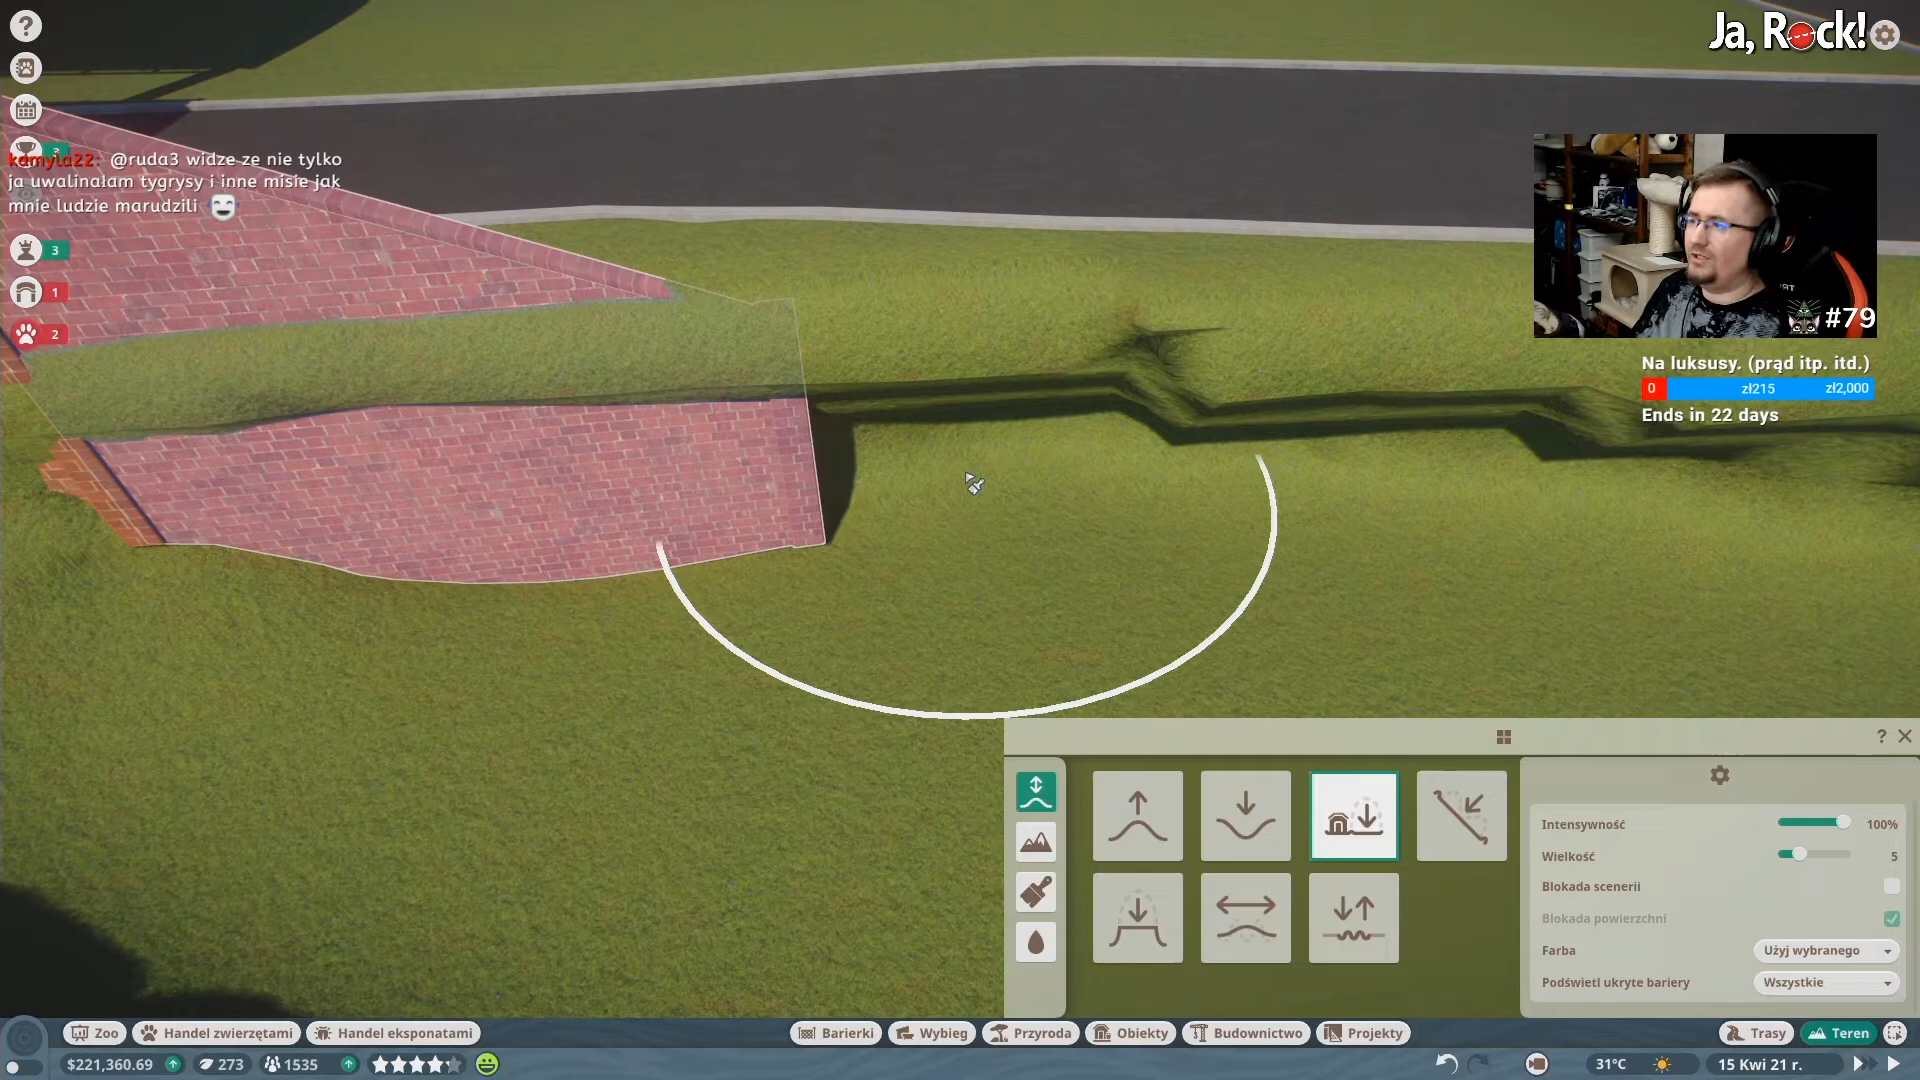 Ja, Rock!
3
kamyla22: @ruda3 widze ze nie tylko
ja uwalinałam tygrysy i inne misie jak
mnie ludzie marudzili
3
1
2
#79
Na luksusy. (prąd itp. itd.)
0 zł215 zł2,000
Ends in 22 days
?
?
Intensywność 100%
Wielkość 5
Blokada scenerii
Blokada powierzchni
Farba Użyj wybranego
Podświetl ukryte bariery Wszystkie
Zoo Handel zwierzętami Handel eksponatami Barierki Wybieg Przyroda Obiekty Budownictwo Projekty Trasy Teren
$221,360.69 273 1535 31°C 15 Kwi 21 r.